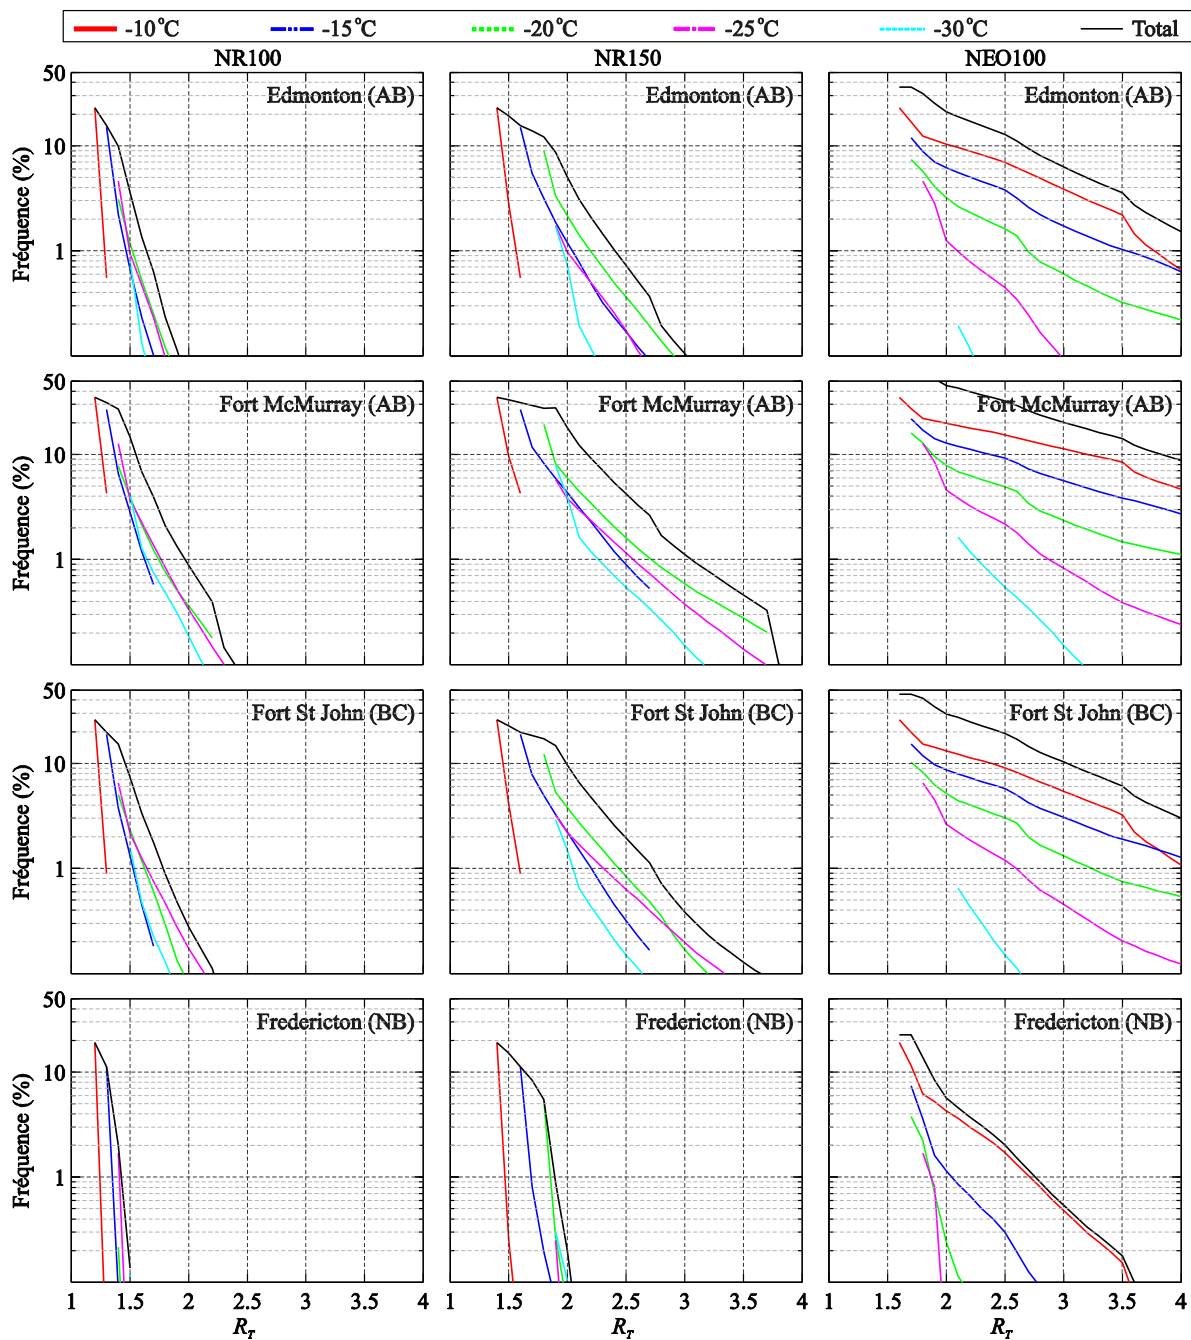 -10°C -15°C -20°C -25°C -30°C Total
NR100 NR150 NEO100
Edmonton (AB) Edmonton (AB) Edmonton (AB)
50
10
1
Fréquence (%)
Fort McMurray (AB) Fort McMurray (AB) Fort McMurray (AB)
50
10
1
Fréquence (%)
Fort St John (BC) Fort St John (BC) Fort St John (BC)
50
10
1
Fréquence (%)
Fredericton (NB) Fredericton (NB) Fredericton (NB)
50
10
1
Fréquence (%)
1 1.5 2 2.5 3 3.5 4 1 1.5 2 2.5 3 3.5 4 1 1.5 2 2.5 3 3.5 4
R_T R_T R_T